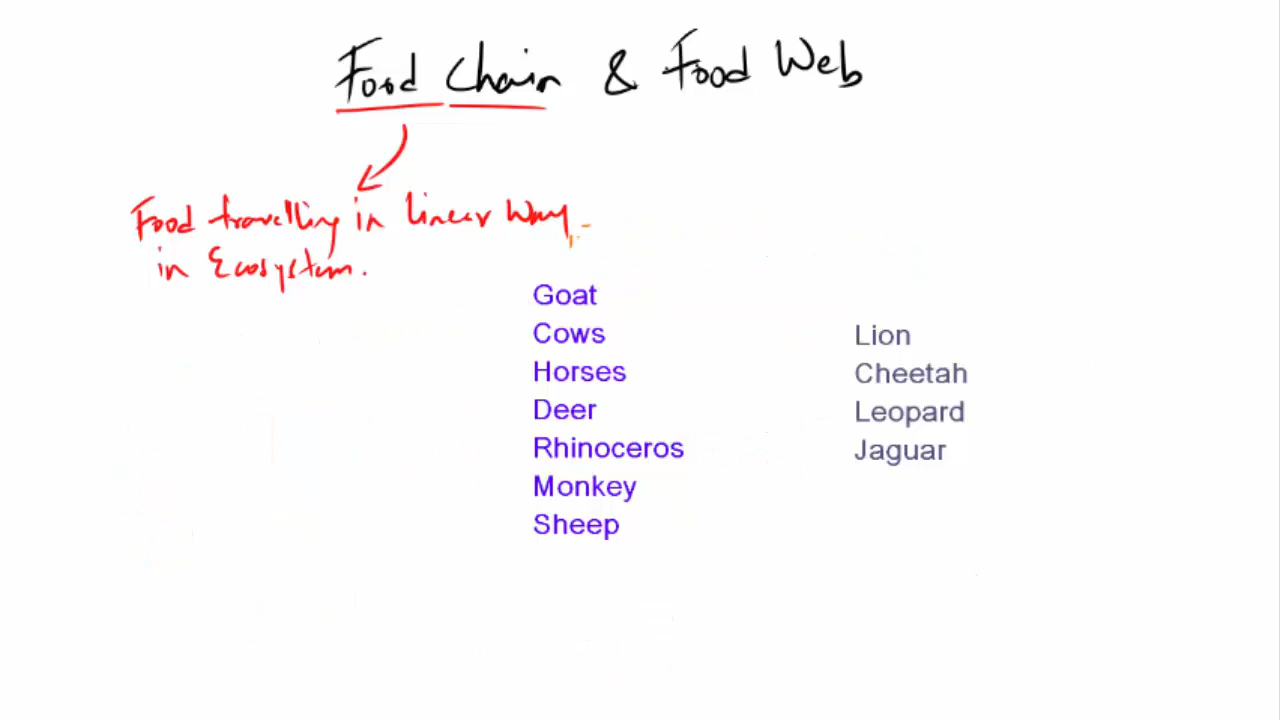 Food Chain & Food Web
Food travelling in linear way
in Ecosystem.
Goat
Cows
Horses
Deer
Rhinoceros
Monkey
Sheep
Lion
Cheetah
Leopard
Jaguar